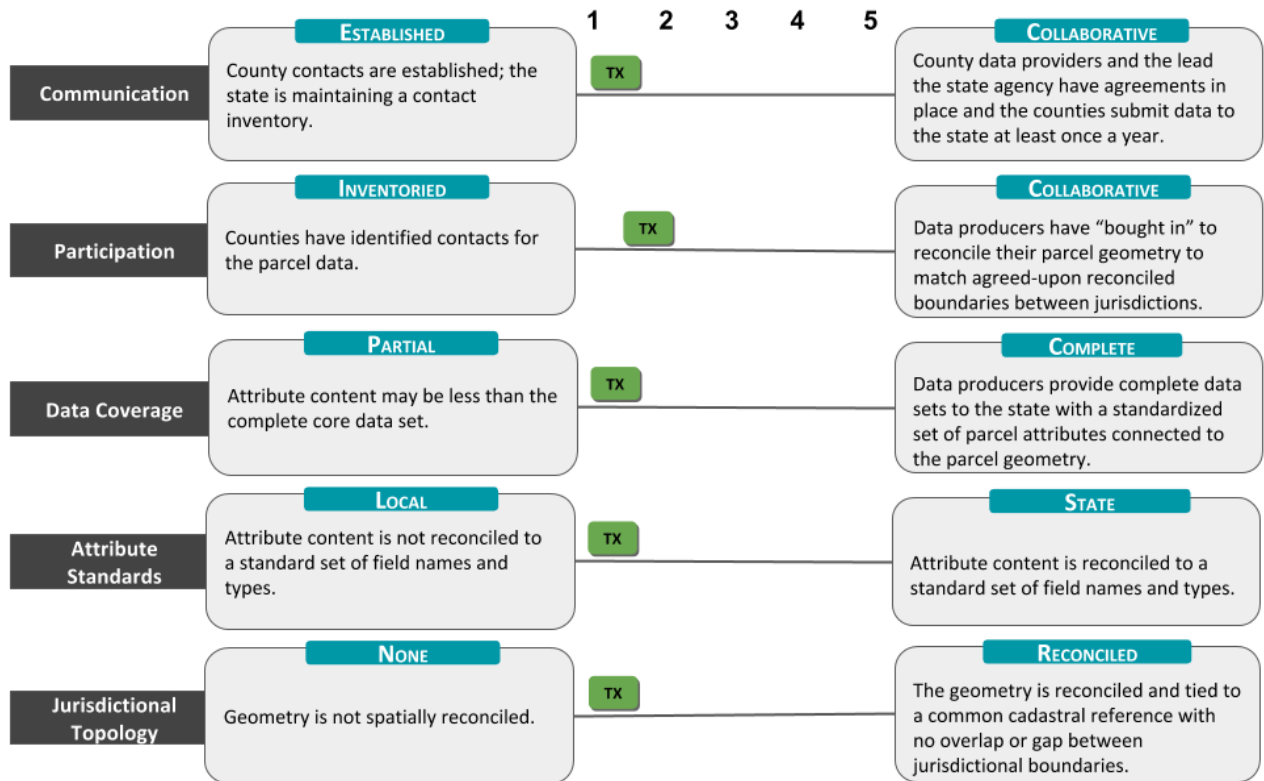 1 2 3 4 5
Communication
ESTABLISHED
County contacts are established; the
state is maintaining a contact
inventory.
TX
COLLABORATIVE
County data providers and the lead
the state agency have agreements in
place and the counties submit data to
the state at least once a year.
Participation
INVENTORIED
Counties have identified contacts for
the parcel data.
TX
COLLABORATIVE
Data producers have “bought in” to
reconcile their parcel geometry to
match agreed-upon reconciled
boundaries between jurisdictions.
Data Coverage
PARTIAL
Attribute content may be less than the
complete core data set.
TX
COMPLETE
Data producers provide complete data
sets to the state with a standardized
set of parcel attributes connected to
the parcel geometry.
Attribute
Standards
LOCAL
Attribute content is not reconciled to
a standard set of field names and
types.
TX
STATE
Attribute content is reconciled to a
standard set of field names and types.
Jurisdictional
Topology
NONE
Geometry is not spatially reconciled.
TX
RECONCILED
The geometry is reconciled and tied to
a common cadastral reference with
no overlap or gap between
jurisdictional boundaries.